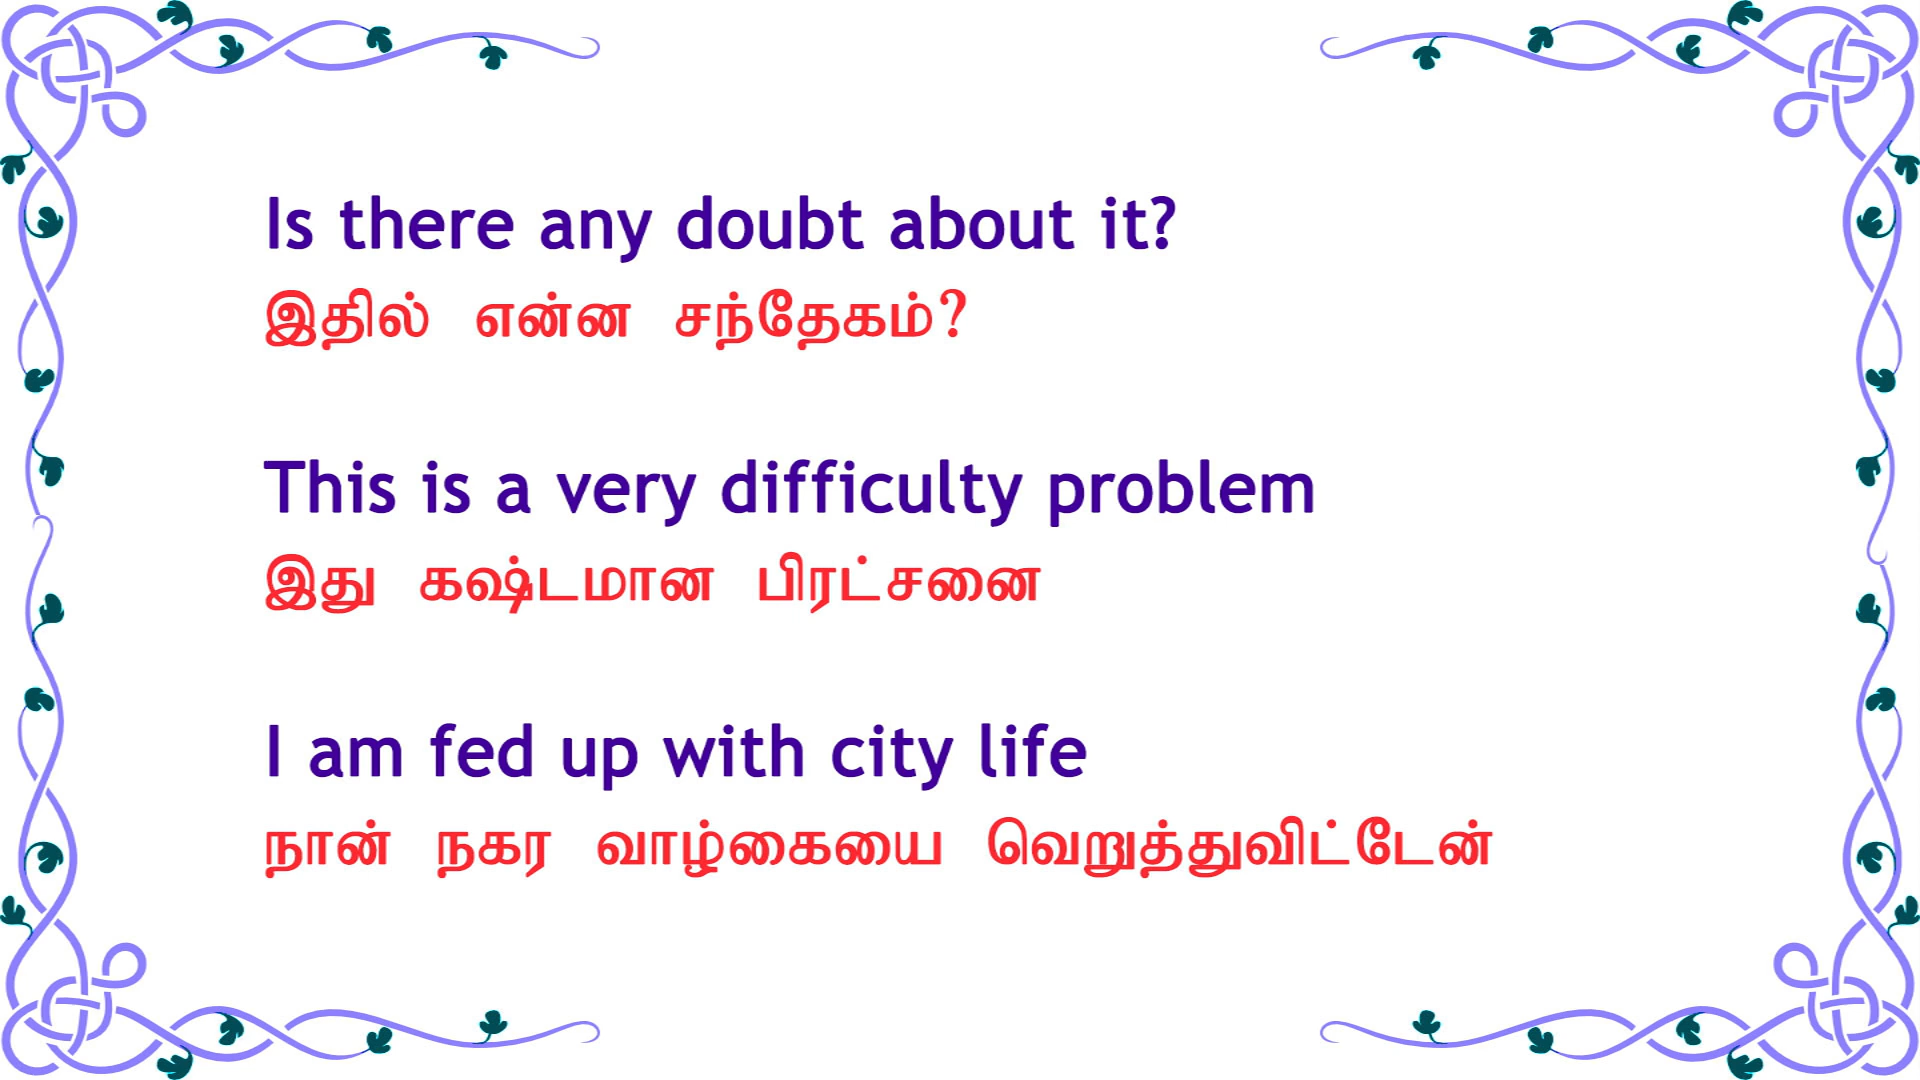 Is there any doubt about it?
இதில் என்ன சந்தேகம்?
This is a very difficulty problem
இது கஷ்டமான பிரட்சனை
I am fed up with city life
நான் நகர வாழ்கையை வெறுத்துவிட்டேன்